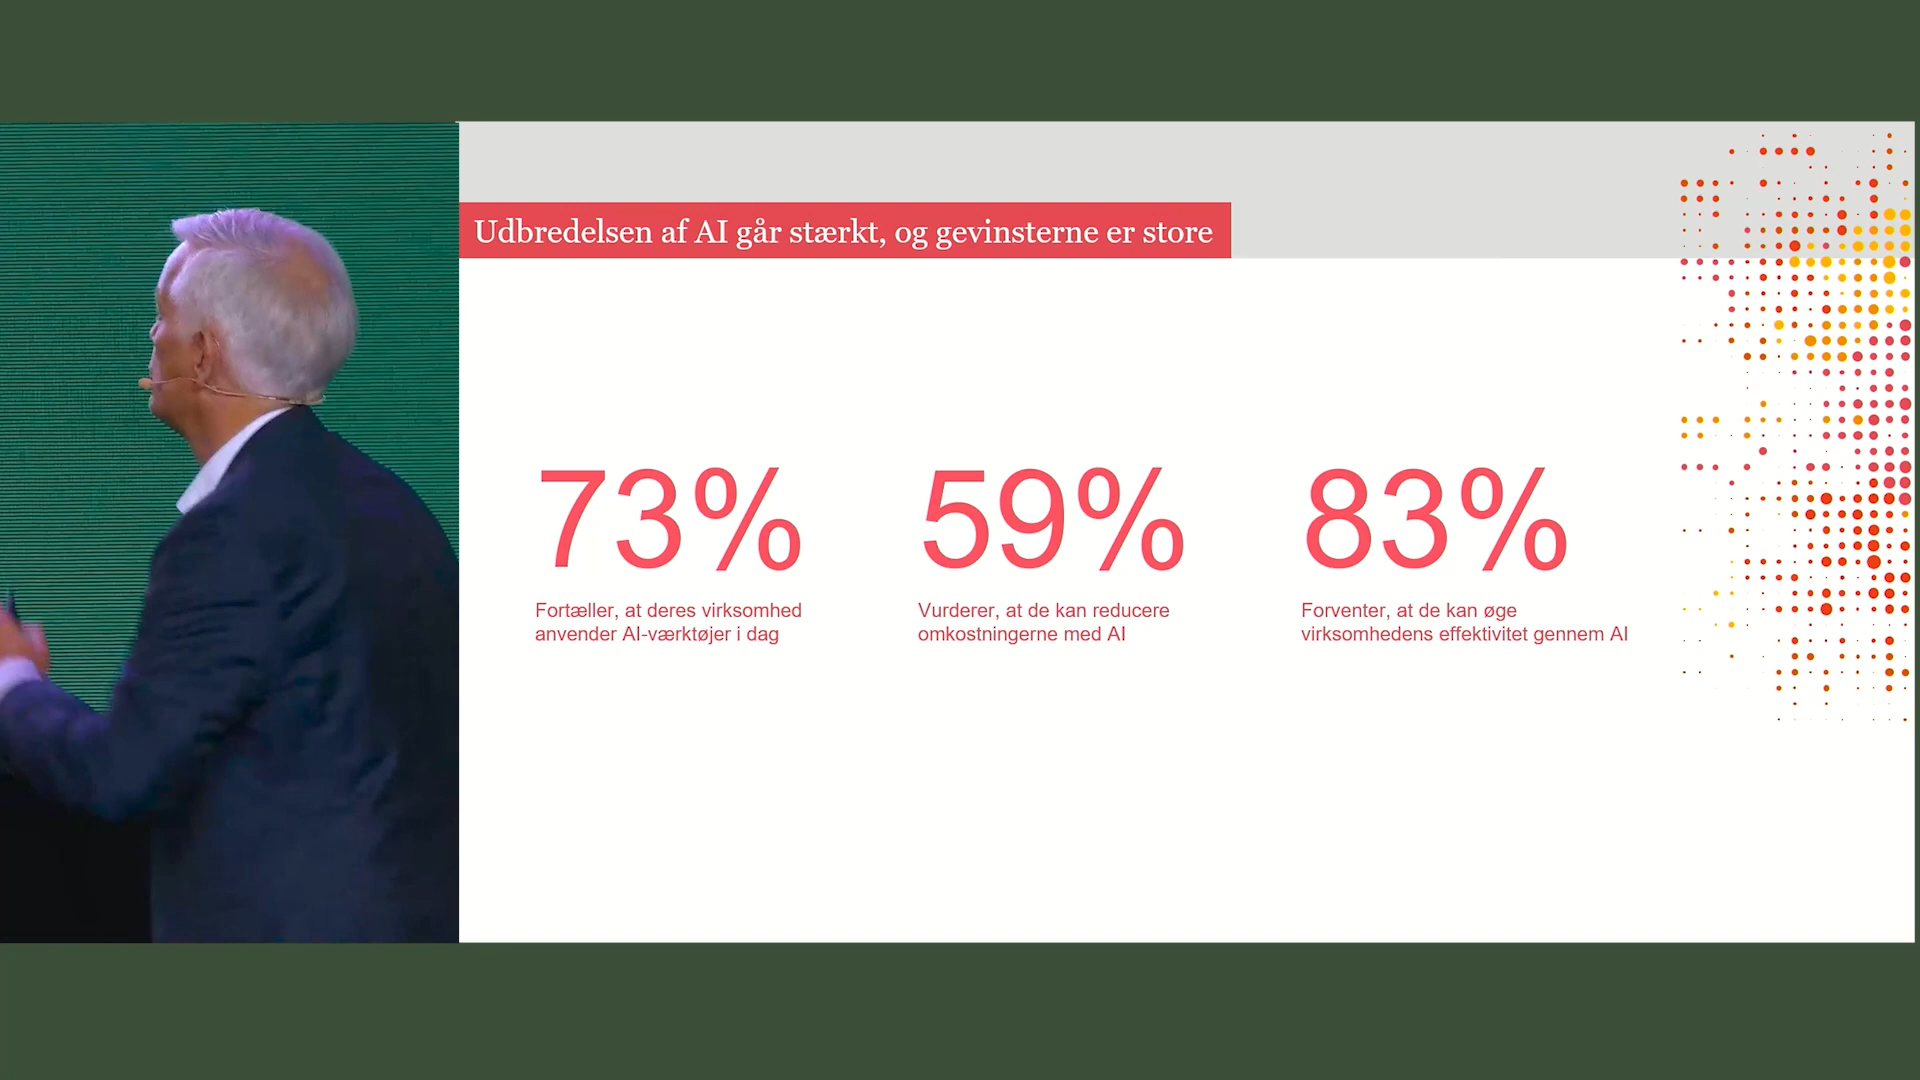 Udbredelsen af AI går stærkt, og gevinsterne er store
73%
Fortæller, at deres virksomhed
anvender AI-værktøjer i dag
59%
Vurderer, at de kan reducere
omkostningerne med AI
83%
Forventer, at de kan øge
virksomhedens effektivitet gennem AI